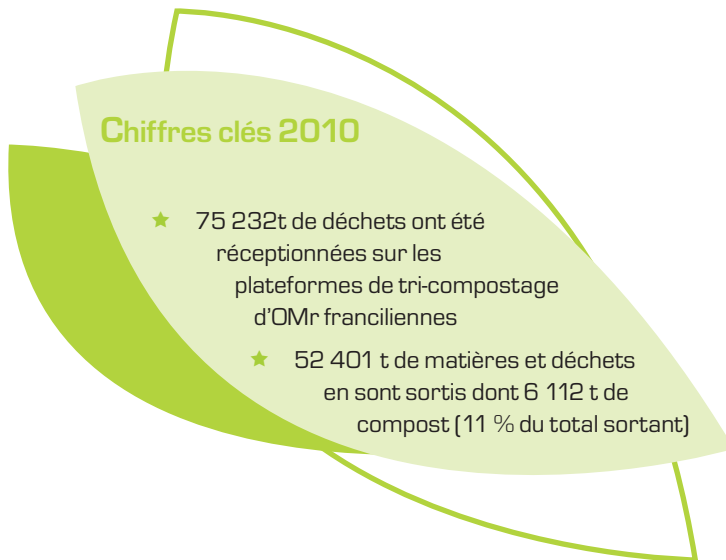 Chiffres clés 2010
75 232t de déchets ont été
réceptionnées sur les
plateformes de tri-compostage
d'OMr franciliennes
52 401 t de matières et déchets
en sont sortis dont 6 112 t de
compost (11 % du total sortant)